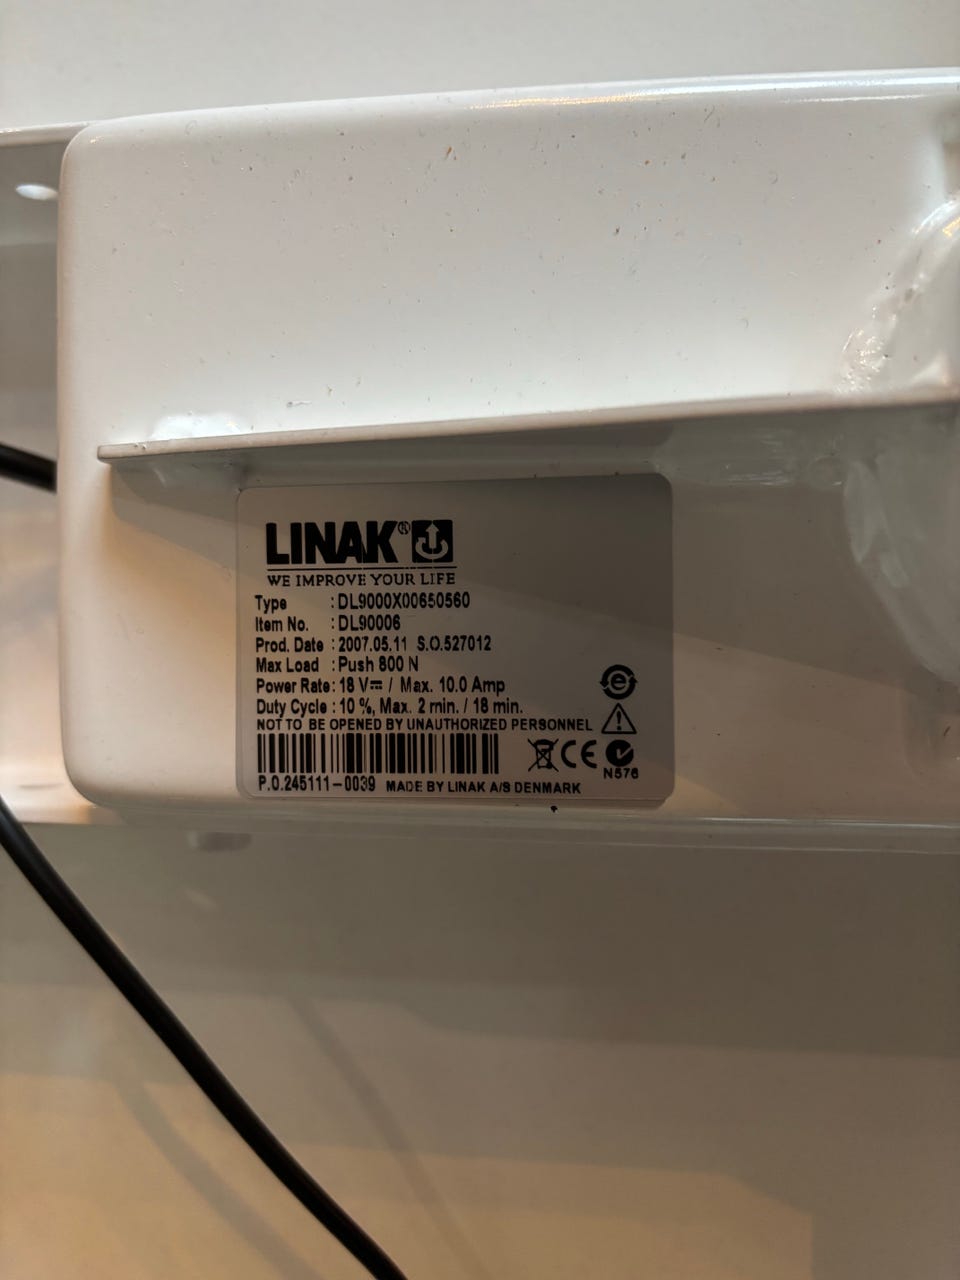 LINAK®
WE IMPROVE YOUR LIFE
Type : DL9000X00650560
Item No. : DL90006
Prod. Date : 2007.05.11 S.O.527012
Max Load : Push 800 N
Power Rate: 18 V⎓ / Max. 10.0 Amp
Duty Cycle : 10 %, Max. 2 min. / 18 min.
NOT TO BE OPENED BY UNAUTHORIZED PERSONNEL
e
CE
N576
P.O.245111-0039 MADE BY LINAK A/S DENMARK